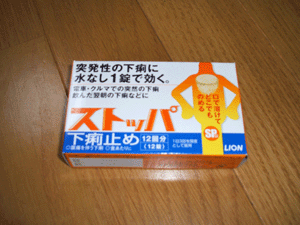 突発性の下痢に
水なし1錠で効く。
電車・クルマでの突然の下痢
飲んだ翌朝の下痢などに
口で溶けて
どこでも
のめる
ストッパ
SP
下痢止め
12回分
(12錠)
LION